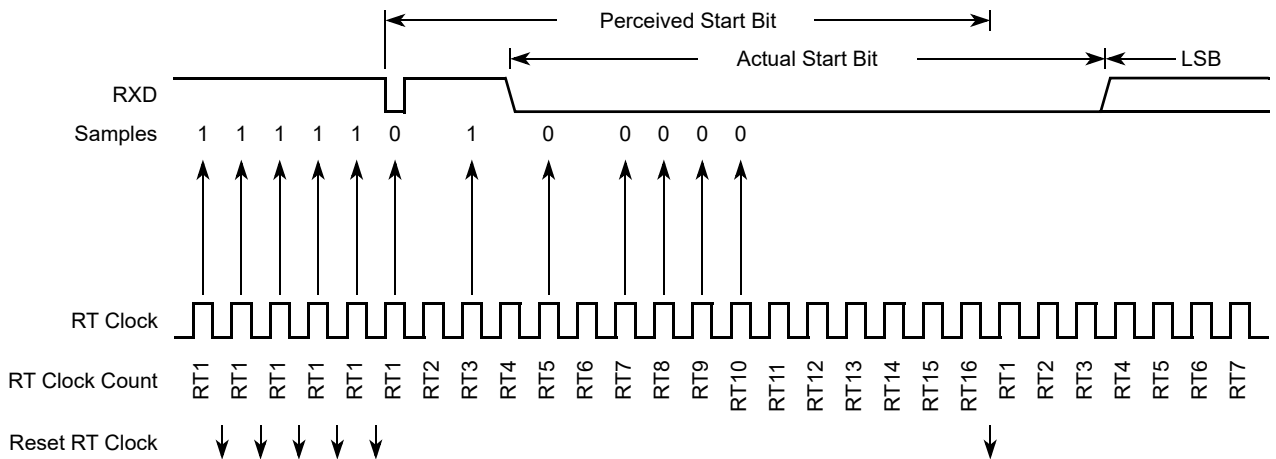 Perceived Start Bit
Actual Start Bit
LSB
RXD
Samples 1 1 1 1 1 0 1 0 0 0 0 0
RT Clock
RT Clock Count RT1 RT1 RT1 RT1 RT1 RT1 RT2 RT3 RT4 RT5 RT6 RT7 RT8 RT9 RT10 RT11 RT12 RT13 RT14 RT15 RT16 RT1 RT2 RT3 RT4 RT5 RT6 RT7
Reset RT Clock